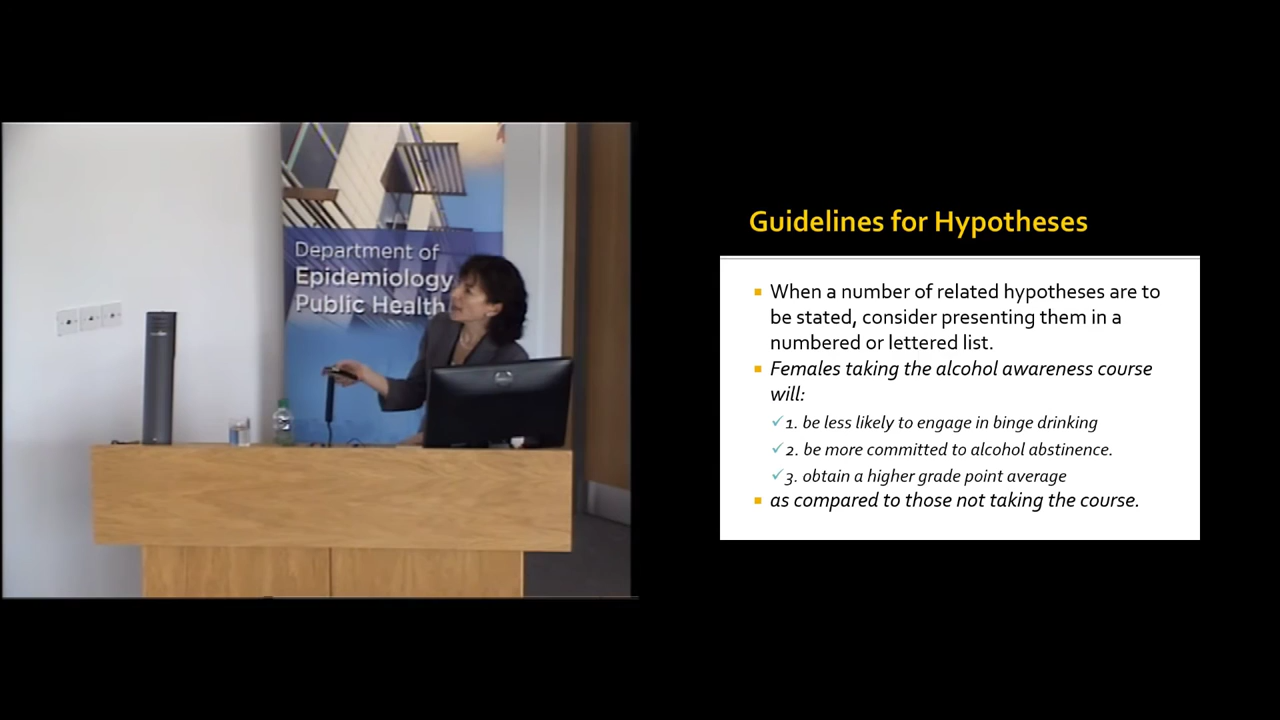 Department of
Epidemiology
Public Health
Guidelines for Hypotheses
When a number of related hypotheses are to
be stated, consider presenting them in a
numbered or lettered list.
Females taking the alcohol awareness course
will:
1. be less likely to engage in binge drinking
2. be more committed to alcohol abstinence.
3. obtain a higher grade point average
as compared to those not taking the course.